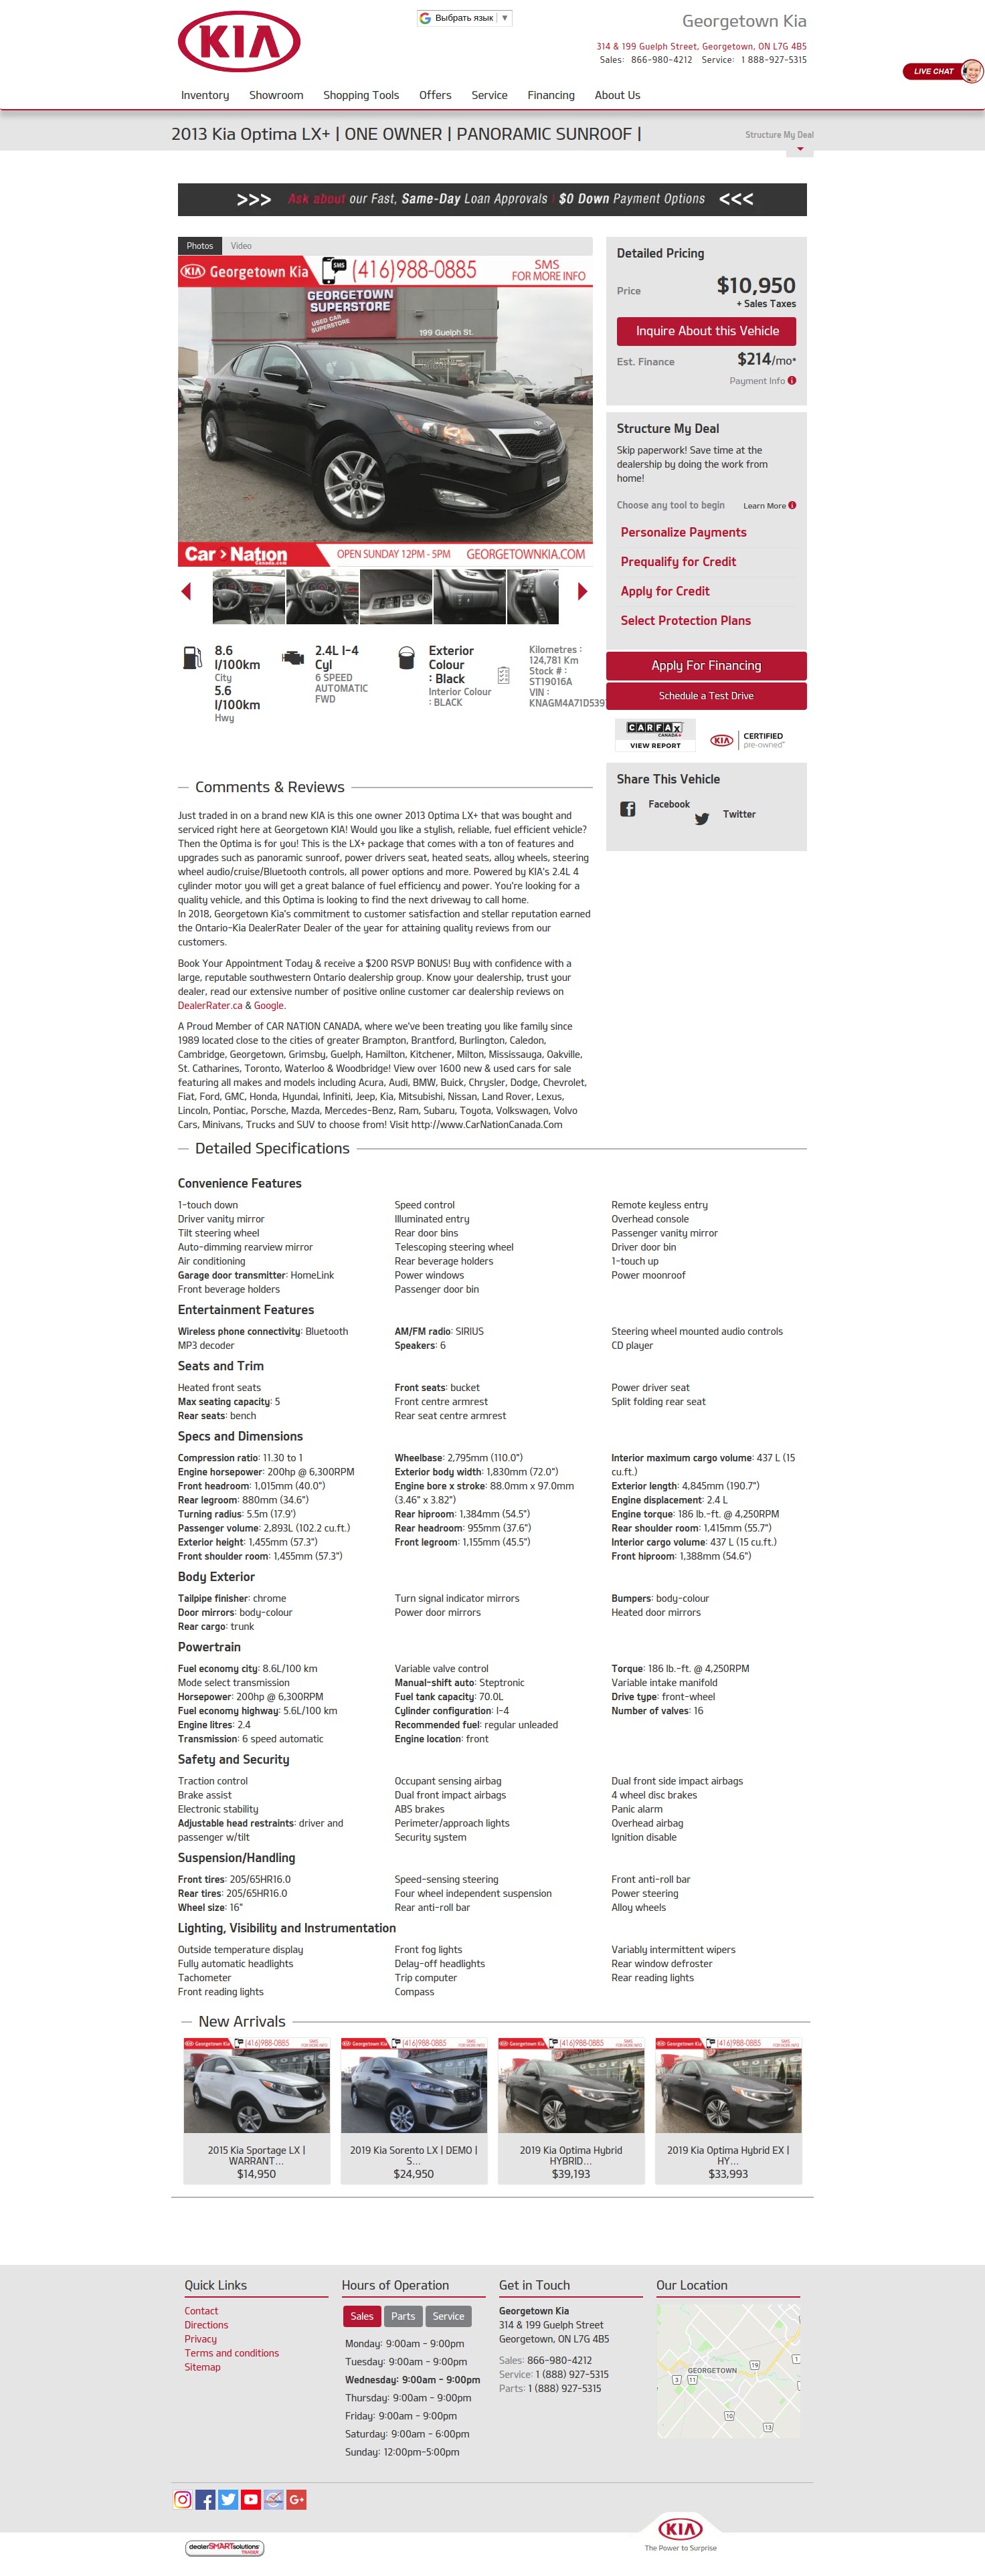 KIA
Выбрать язык | ▼
Georgetown Kia
314 & 199 Guelph Street, Georgetown, ON L7G 4B5
Sales: 866-980-4212 Service: 1 888-927-5315
LIVE CHAT
Inventory Showroom Shopping Tools Offers Service Financing About Us
2013 Kia Optima LX+ | ONE OWNER | PANORAMIC SUNROOF |
Structure My Deal
>>> Ask about our Fast, Same-Day Loan Approvals | $0 Down Payment Options <<<
Photos Video
KIA Georgetown Kia SMS (416)988-0885 SMS FOR MORE INFO
GEORGETOWN
SUPERSTORE
USED CAR
SUPERSTORE
199 Guelph St.
Car > Nation
Canada.com
OPEN SUNDAY 12PM - 5PM GEORGETOWNKIA.COM
Detailed Pricing
Price $10,950
+ Sales Taxes
Inquire About this Vehicle
Est. Finance $214/mo*
Payment Info
Structure My Deal
Skip paperwork! Save time at the
dealership by doing the work from
home!
Choose any tool to begin Learn More
Personalize Payments
Prequalify for Credit
Apply for Credit
Select Protection Plans
Apply For Financing
Schedule a Test Drive
CARFAX
CANADA
VIEW REPORT
KIA CERTIFIED
pre-owned
Share This Vehicle
Facebook
Twitter
8.6
l/100km
City
5.6
l/100km
Hwy
2.4L I-4
Cyl
6 SPEED
AUTOMATIC
FWD
Exterior
Colour
: Black
Interior Colour
: BLACK
Kilometres :
124,781 Km
Stock # :
ST19016A
VIN :
KNAGM4A71D539
Comments & Reviews
Just traded in on a brand new KIA is this one owner 2013 Optima LX+ that was bought and
serviced right here at Georgetown KIA! Would you like a stylish, reliable, fuel efficient vehicle?
Then the Optima is for you! This is the LX+ package that comes with a ton of features and
upgrades such as panoramic sunroof, power drivers seat, heated seats, alloy wheels, steering
wheel audio/cruise/Bluetooth controls, all power options and more. Powered by KIA's 2.4L 4
cylinder motor you will get a great balance of fuel efficiency and power. You're looking for a
quality vehicle, and this Optima is looking to find the next driveway to call home.
In 2018, Georgetown Kia's commitment to customer satisfaction and stellar reputation earned
the Ontario-Kia DealerRater Dealer of the year for attaining quality reviews from our
customers.
Book Your Appointment Today & receive a $200 RSVP BONUS! Buy with confidence with a
large, reputable southwestern Ontario dealership group. Know your dealership, trust your
dealer, read our extensive number of positive online customer car dealership reviews on
DealerRater.ca & Google.
A Proud Member of CAR NATION CANADA, where we've been treating you like family since
1989 located close to the cities of greater Brampton, Brantford, Burlington, Caledon,
Cambridge, Georgetown, Grimsby, Guelph, Hamilton, Kitchener, Milton, Mississauga, Oakville,
St. Catharines, Toronto, Waterloo & Woodbridge! View over 1600 new & used cars for sale
featuring all makes and models including Acura, Audi, BMW, Buick, Chrysler, Dodge, Chevrolet,
Fiat, Ford, GMC, Honda, Hyundai, Infiniti, Jeep, Kia, Mitsubishi, Nissan, Land Rover, Lexus,
Lincoln, Pontiac, Porsche, Mazda, Mercedes-Benz, Ram, Subaru, Toyota, Volkswagen, Volvo
Cars, Minivans, Trucks and SUV to choose from! Visit http://www.CarNationCanada.Com
Detailed Specifications
Convenience Features
1-touch down Speed control Remote keyless entry
Driver vanity mirror Illuminated entry Overhead console
Tilt steering wheel Rear door bins Passenger vanity mirror
Auto-dimming rearview mirror Telescoping steering wheel Driver door bin
Air conditioning Rear beverage holders 1-touch up
Garage door transmitter: HomeLink Power windows Power moonroof
Front beverage holders Passenger door bin
Entertainment Features
Wireless phone connectivity: Bluetooth AM/FM radio: SIRIUS Steering wheel mounted audio controls
MP3 decoder Speakers: 6 CD player
Seats and Trim
Heated front seats Front seats: bucket Power driver seat
Max seating capacity: 5 Front centre armrest Split folding rear seat
Rear seats: bench Rear seat centre armrest
Specs and Dimensions
Compression ratio: 11.30 to 1 Wheelbase: 2,795mm (110.0") Interior maximum cargo volume: 437 L (15
Engine horsepower: 200hp @ 6,300RPM Exterior body width: 1,830mm (72.0") cu.ft.)
Front headroom: 1,015mm (40.0") Engine bore x stroke: 88.0mm x 97.0mm Exterior length: 4,845mm (190.7")
Rear legroom: 880mm (34.6") (3.46" x 3.82") Engine displacement: 2.4 L
Turning radius: 5.5m (17.9') Rear hiproom: 1,384mm (54.5") Engine torque: 186 lb.-ft. @ 4,250RPM
Passenger volume: 2,893L (102.2 cu.ft.) Rear headroom: 955mm (37.6") Rear shoulder room: 1,415mm (55.7")
Exterior height: 1,455mm (57.3") Front legroom: 1,155mm (45.5") Interior cargo volume: 437 L (15 cu.ft.)
Front shoulder room: 1,455mm (57.3") Front hiproom: 1,388mm (54.6")
Body Exterior
Tailpipe finisher: chrome Turn signal indicator mirrors Bumpers: body-colour
Door mirrors: body-colour Power door mirrors Heated door mirrors
Rear cargo: trunk
Powertrain
Fuel economy city: 8.6L/100 km Variable valve control Torque: 186 lb.-ft. @ 4,250RPM
Mode select transmission Manual-shift auto: Steptronic Variable intake manifold
Horsepower: 200hp @ 6,300RPM Fuel tank capacity: 70.0L Drive type: front-wheel
Fuel economy highway: 5.6L/100 km Cylinder configuration: I-4 Number of valves: 16
Engine litres: 2.4 Recommended fuel: regular unleaded
Transmission: 6 speed automatic Engine location: front
Safety and Security
Traction control Occupant sensing airbag Dual front side impact airbags
Brake assist Dual front impact airbags 4 wheel disc brakes
Electronic stability ABS brakes Panic alarm
Adjustable head restraints: driver and Perimeter/approach lights Overhead airbag
passenger w/tilt Security system Ignition disable
Suspension/Handling
Front tires: 205/65HR16.0 Speed-sensing steering Front anti-roll bar
Rear tires: 205/65HR16.0 Four wheel independent suspension Power steering
Wheel size: 16" Rear anti-roll bar Alloy wheels
Lighting, Visibility and Instrumentation
Outside temperature display Front fog lights Variably intermittent wipers
Fully automatic headlights Delay-off headlights Rear window defroster
Tachometer Trip computer Rear reading lights
Front reading lights Compass
New Arrivals
Georgetown Kia (416)988-0885 Georgetown Kia (416)988-0885 Georgetown Kia (416)988-0885 Georgetown Kia (416)988-0885
2015 Kia Sportage LX | WARRANT...
$14,950
2019 Kia Sorento LX | DEMO | S...
$24,950
2019 Kia Optima Hybrid HYBRID...
$39,193
2019 Kia Optima Hybrid EX | HY...
$33,993
Quick Links
Contact
Directions
Privacy
Terms and conditions
Sitemap
Hours of Operation
Sales Parts Service
Monday: 9:00am - 9:00pm
Tuesday: 9:00am - 9:00pm
Wednesday: 9:00am - 9:00pm
Thursday: 9:00am - 9:00pm
Friday: 9:00am - 9:00pm
Saturday: 9:00am - 6:00pm
Sunday: 12:00pm-5:00pm
Get in Touch
Georgetown Kia
314 & 199 Guelph Street
Georgetown, ON L7G 4B5
Sales: 866-980-4212
Service: 1 (888) 927-5315
Parts: 1 (888) 927-5315
Our Location
GEORGETOWN
19
1
3
11
10
13
dealerSMARTsolutions
TRADER
KIA
The Power to Surprise